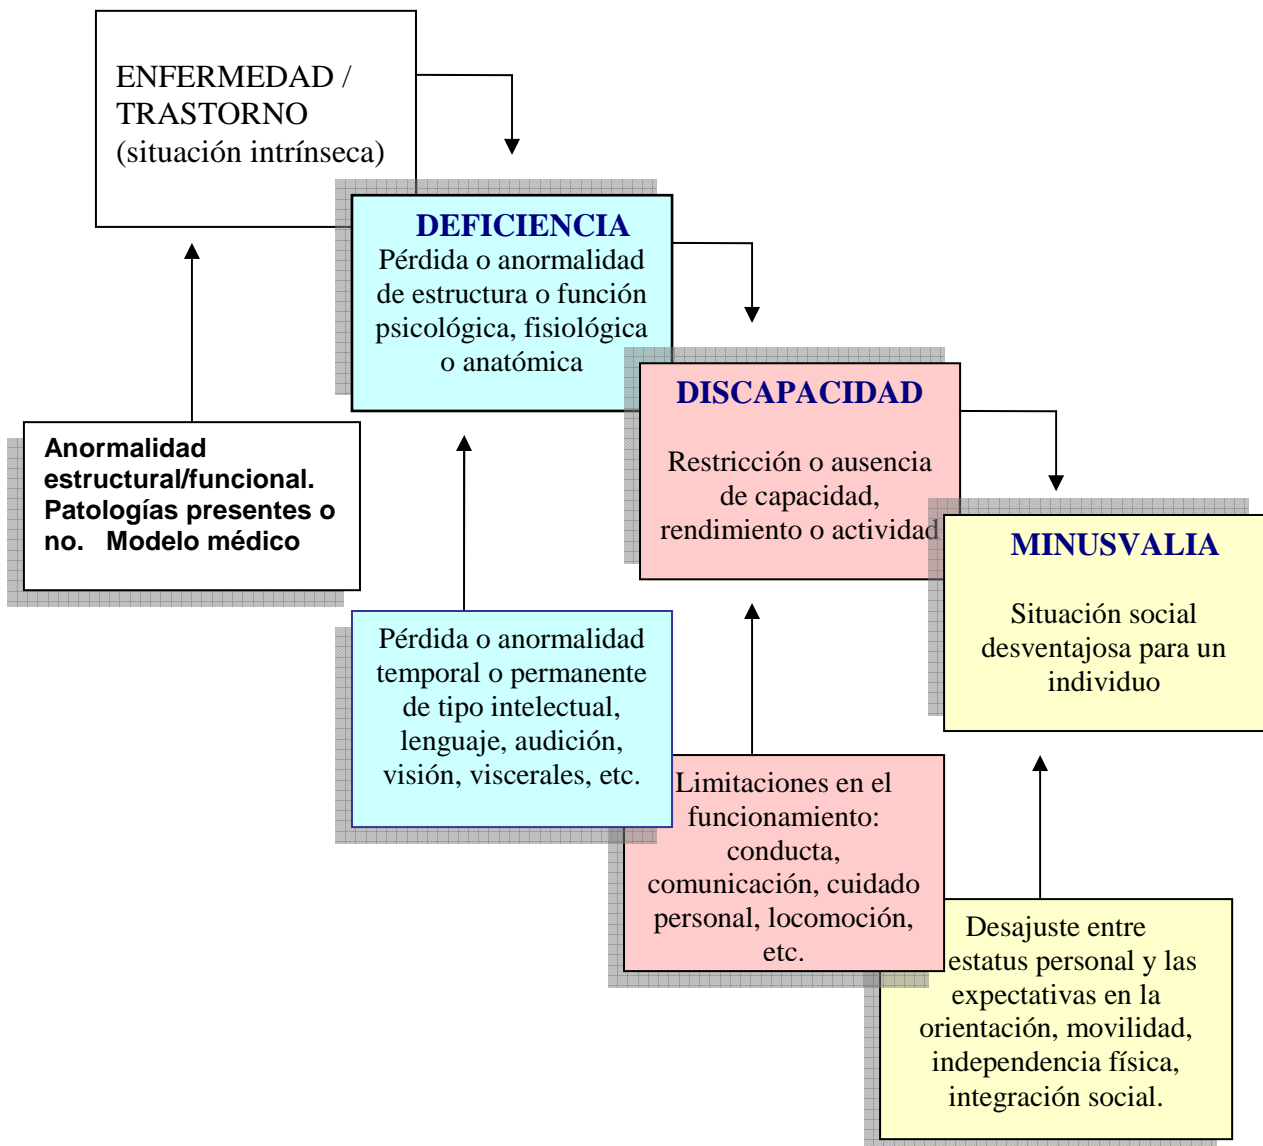 ENFERMEDAD /
TRASTORNO
(situación intrínseca)
DEFICIENCIA
Pérdida o anormalidad
de estructura o función
psicológica, fisiológica
o anatómica
DISCAPACIDAD
Restricción o ausencia
de capacidad,
rendimiento o actividad
MINUSVALIA
Situación social
desventajosa para un
individuo
Anormalidad
estructural/funcional.
Patologías presentes o
no. Modelo médico
Pérdida o anormalidad
temporal o permanente
de tipo intelectual,
lenguaje, audición,
visión, viscerales, etc.
Limitaciones en el
funcionamiento:
conducta,
comunicación, cuidado
personal, locomoción,
etc.
Desajuste entre
estatus personal y las
expectativas en la
orientación, movilidad,
independencia física,
integración social.